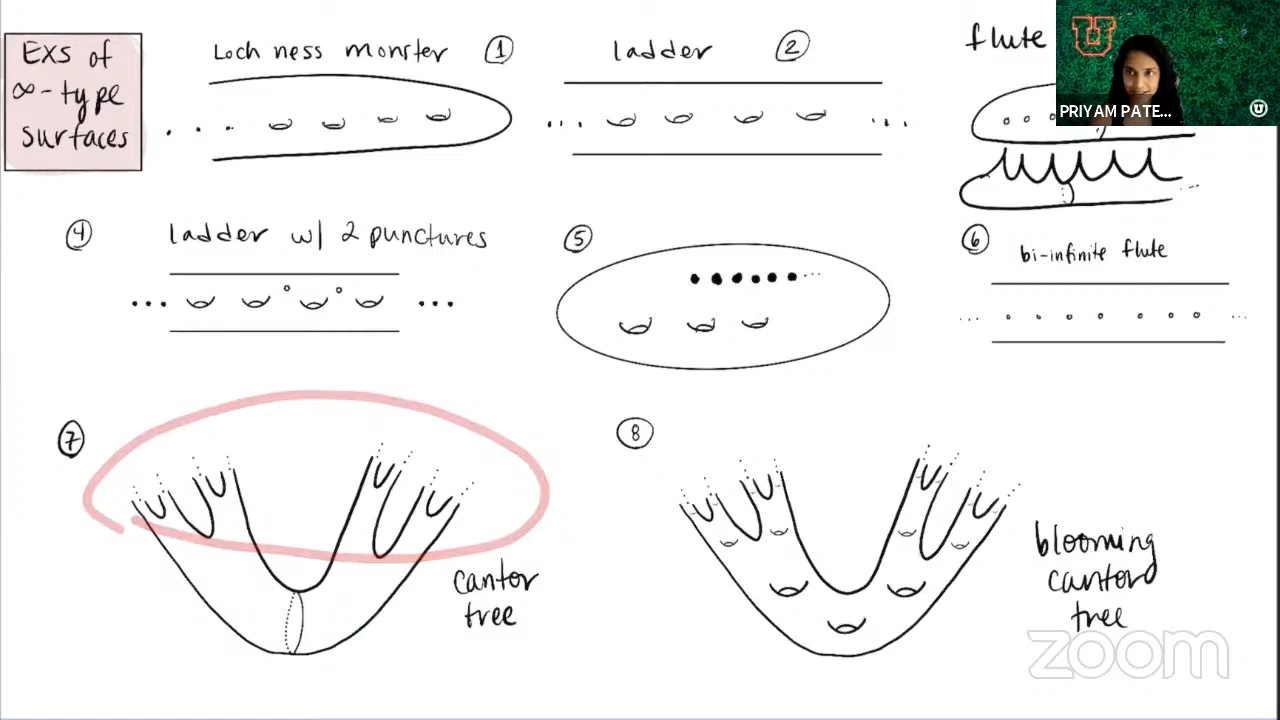 Exs of
∞-type
surfaces
Loch ness monster ①
ladder ②
flute
U
PRIYAM PATE...
U
④ ladder w/ 2 punctures
⑤
⑥
bi-infinite flute
⑦
cantor
tree
⑧
blooming
cantor
tree
zoom